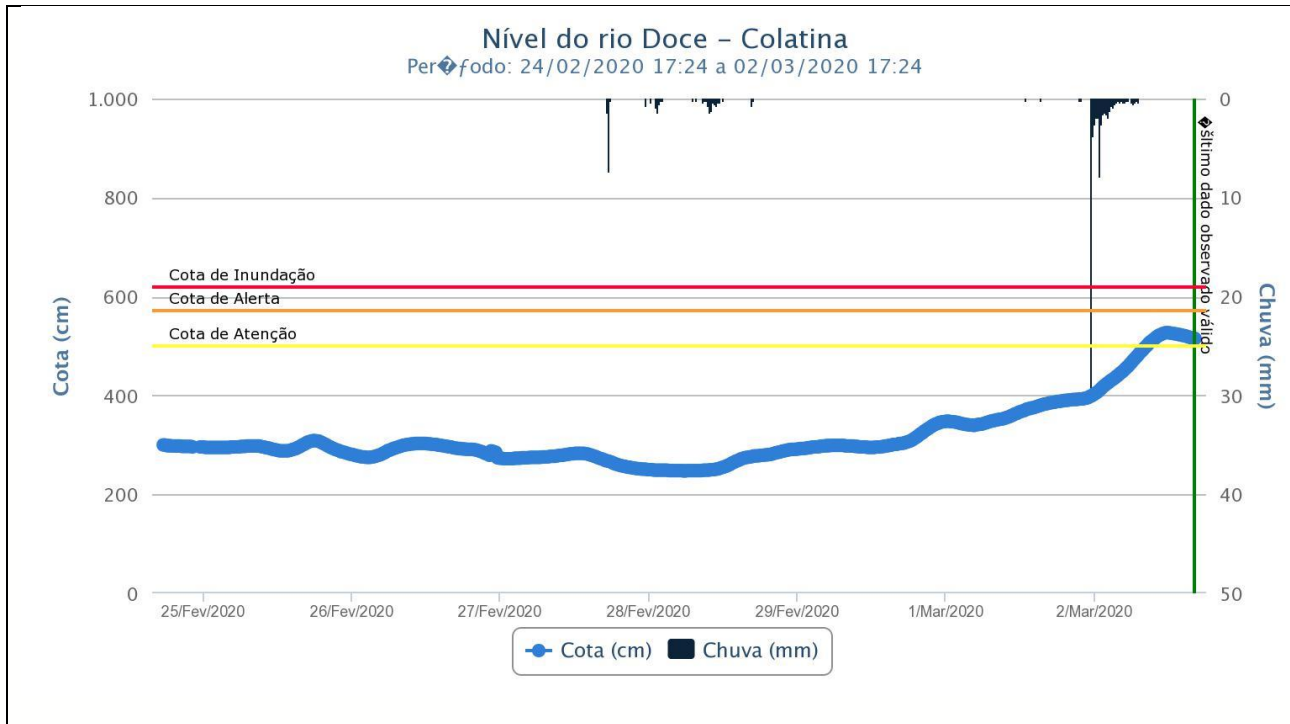 Nível do rio Doce – Colatina
Per�ƒodo: 24/02/2020 17:24 a 02/03/2020 17:24
1.000
800
600
400
200
0
Cota (cm)
0
10
20
30
40
50
Chuva (mm)
Cota de Inundação
Cota de Alerta
Cota de Atenção
�šltimo dado observado válido
25/Fev/2020
26/Fev/2020
27/Fev/2020
28/Fev/2020
29/Fev/2020
1/Mar/2020
2/Mar/2020
Cota (cm)
Chuva (mm)